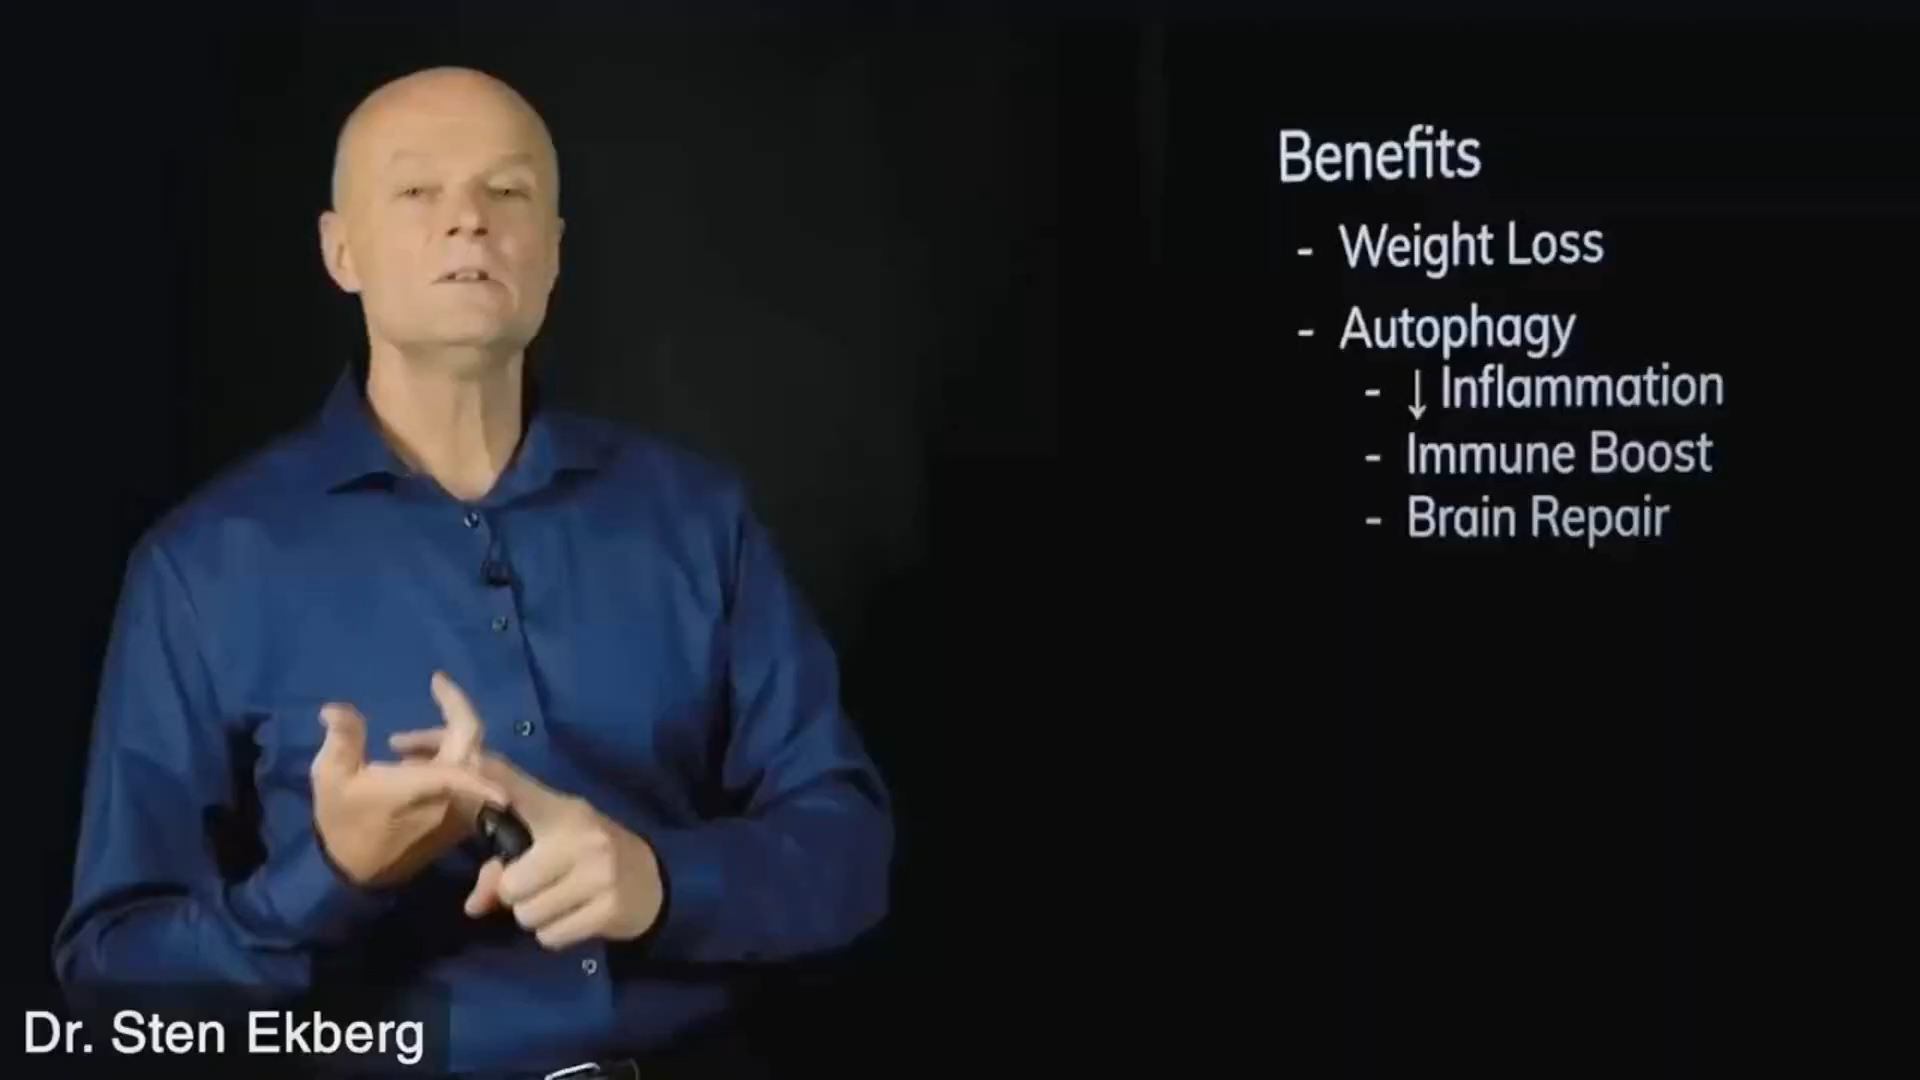 Benefits
- Weight Loss
- Autophagy
- ↓ Inflammation
- Immune Boost
- Brain Repair
Dr. Sten Ekberg